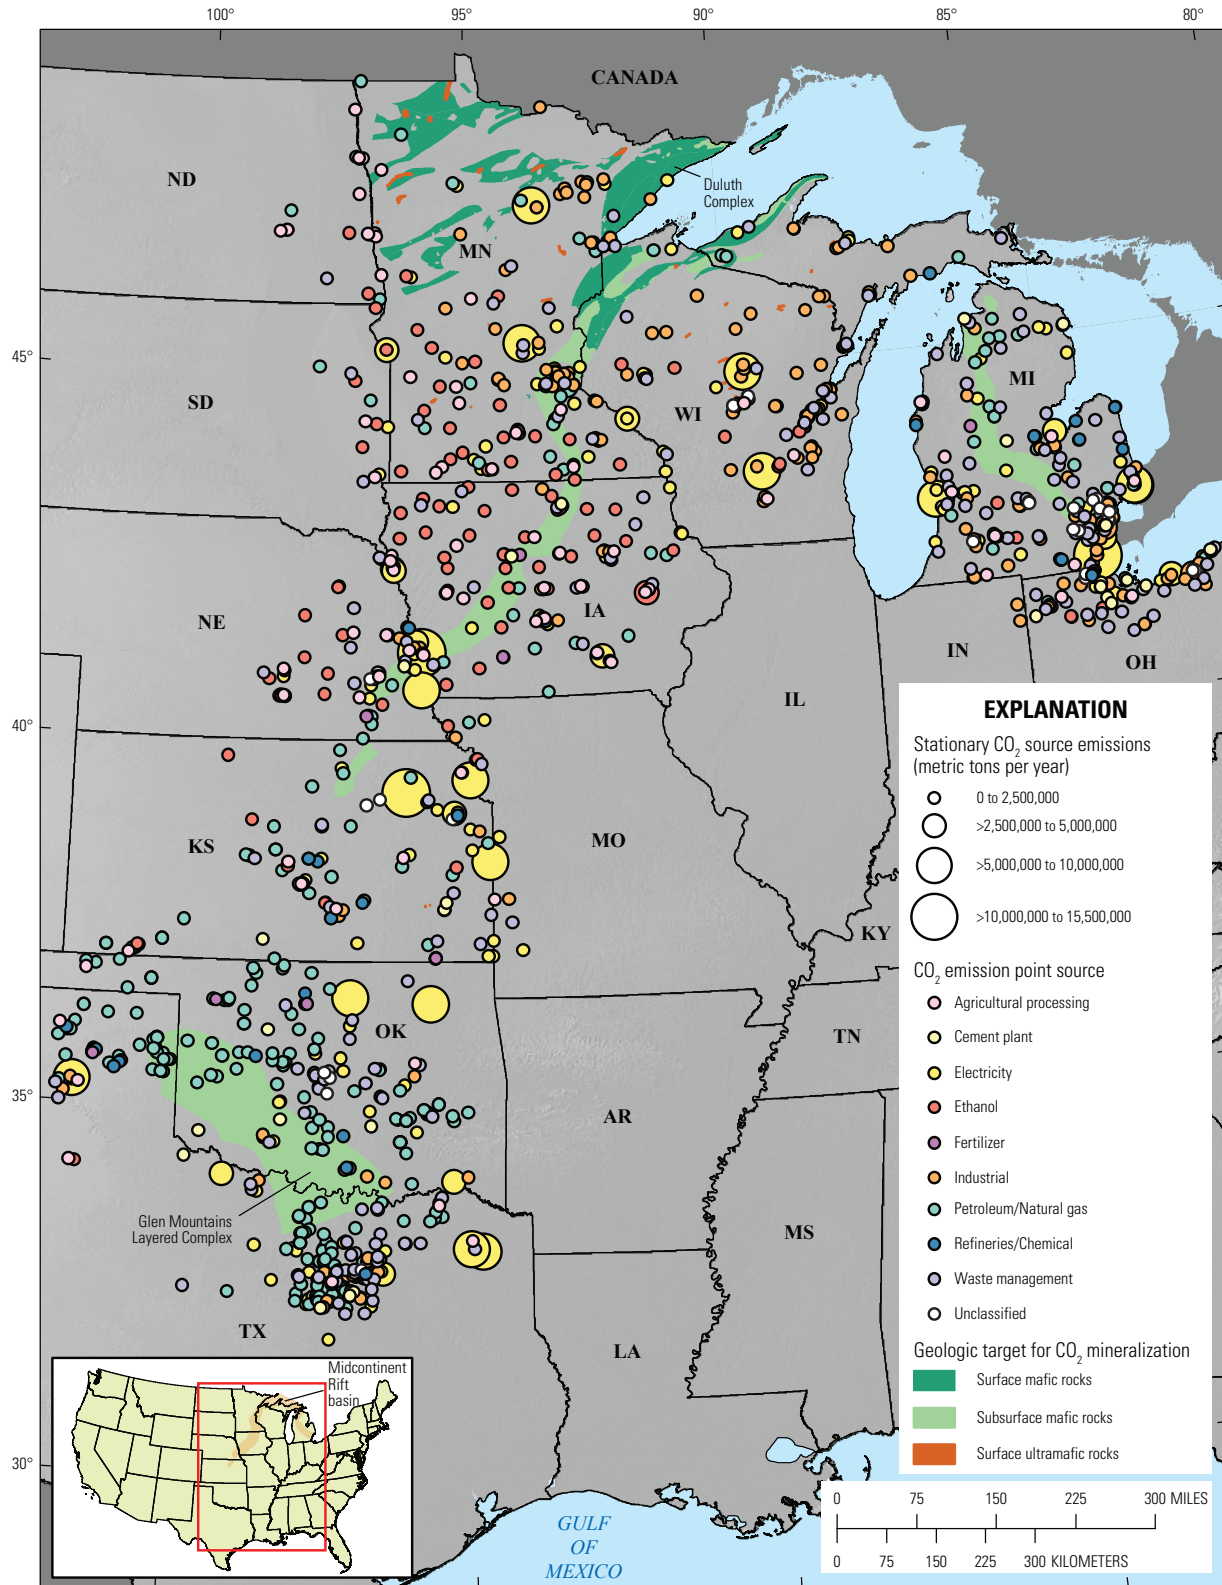 100°
95°
90°
85°
80°
CANADA
ND
Duluth
Complex
MN
45°
MI
SD
WI
IA
NE
IN
OH
40°
IL
EXPLANATION
Stationary CO2 source emissions
(metric tons per year)
0 to 2,500,000
>2,500,000 to 5,000,000
>5,000,000 to 10,000,000
>10,000,000 to 15,500,000
KS
MO
KY
CO2 emission point source
Agricultural processing
Cement plant
Electricity
Ethanol
Fertilizer
Industrial
Petroleum/Natural gas
Refineries/Chemical
Waste management
Unclassified
OK
TN
35°
AR
Glen Mountains
Layered Complex
MS
TX
LA
Geologic target for CO2 mineralization
Surface mafic rocks
Subsurface mafic rocks
Surface ultramafic rocks
Midcontinent
Rift
basin
30°
0 75 150 225 300 MILES
0 75 150 225 300 KILOMETERS
GULF
OF
MEXICO